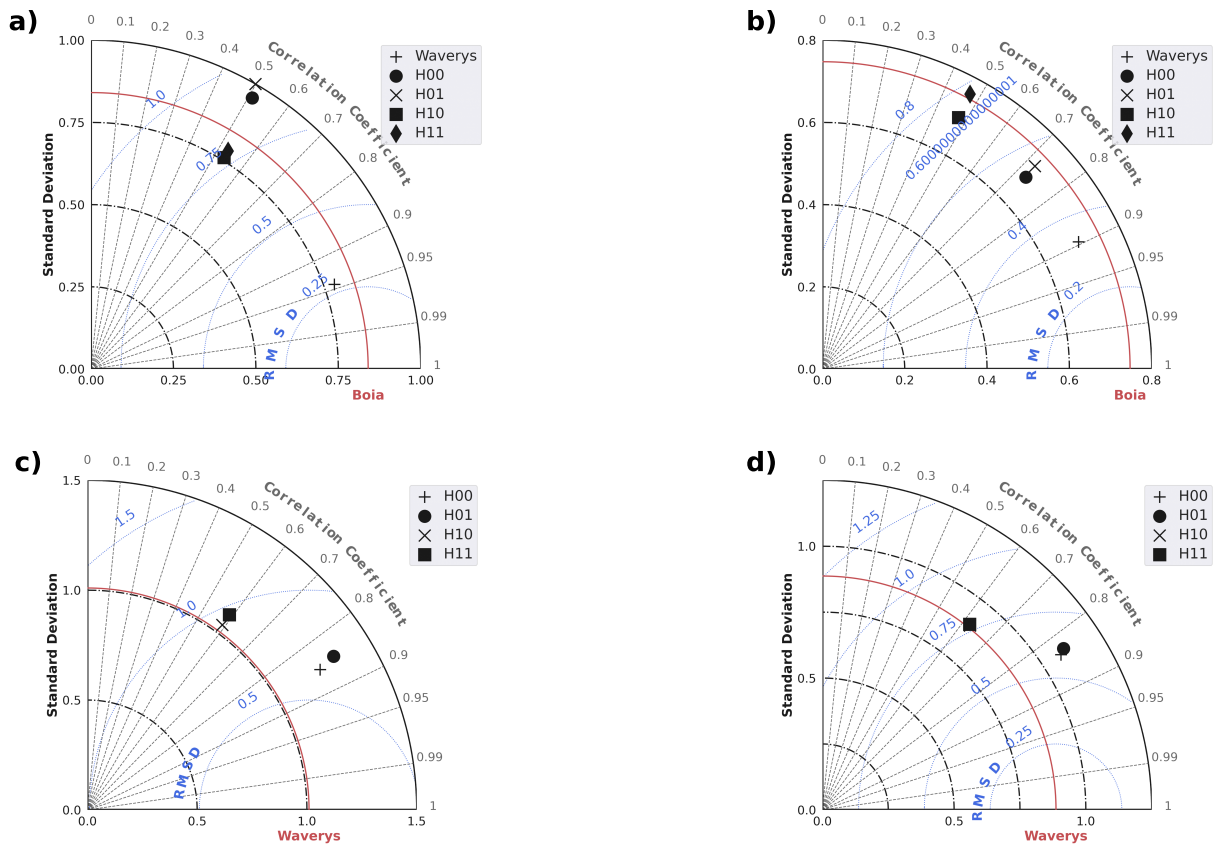 a)
0 0.1 0.2 0.3 0.4 0.5 0.6 0.7 0.8 0.9 0.95 0.99 1
Correlation Coefficient
Standard Deviation
1.00
0.75
0.50
0.25
0.00
0.00 0.25 0.50 0.75 1.00
Boia
1.0
0.75
0.5
0.25
RMSD
Waverys
H00
H01
H10
H11
b)
0 0.1 0.2 0.3 0.4 0.5 0.6 0.7 0.8 0.9 0.95 0.99 1
Correlation Coefficient
Standard Deviation
0.8
0.6
0.4
0.2
0.0
0.0 0.2 0.4 0.6 0.8
Boia
0.8
0.6000000000000001
0.4
0.2
RMSD
Waverys
H00
H01
H10
H11
c)
0 0.1 0.2 0.3 0.4 0.5 0.6 0.7 0.8 0.9 0.95 0.99 1
Correlation Coefficient
Standard Deviation
1.5
1.0
0.5
0.0
0.0 0.5 1.0 1.5
Waverys
1.5
1.0
0.5
RMSD
H00
H01
H10
H11
d)
0 0.1 0.2 0.3 0.4 0.5 0.6 0.7 0.8 0.9 0.95 0.99 1
Correlation Coefficient
Standard Deviation
1.0
0.5
0.0
0.0 0.5 1.0
Waverys
1.25
1.0
0.75
0.5
0.25
RMSD
H00
H01
H10
H11